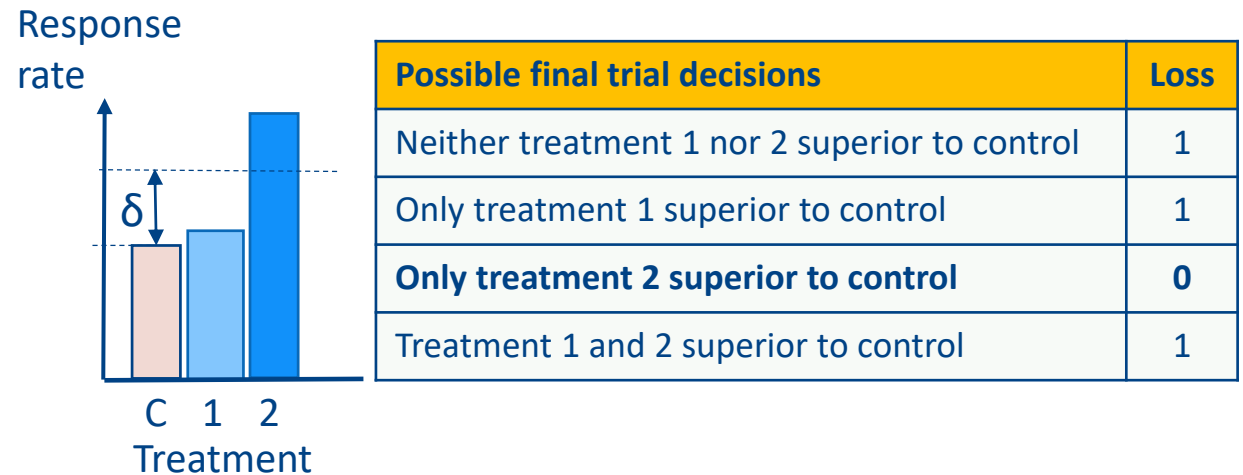 Response
rate
δ
C 1 2
Treatment
Possible final trial decisions Loss
Neither treatment 1 nor 2 superior to control 1
Only treatment 1 superior to control 1
Only treatment 2 superior to control 0
Treatment 1 and 2 superior to control 1